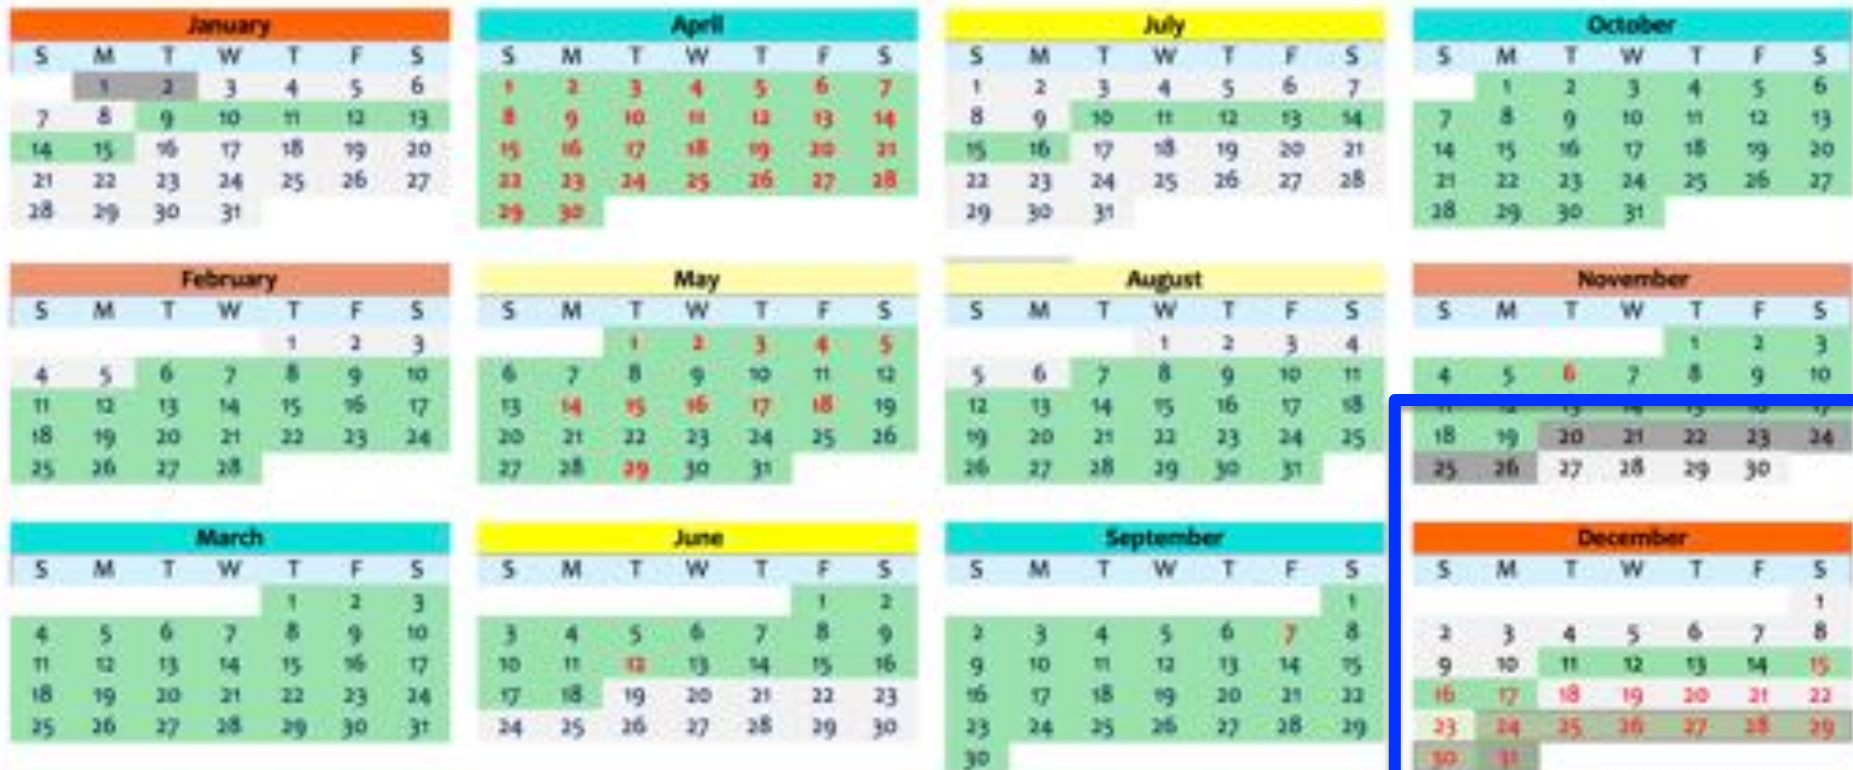 January April July October
S M T W T F S S M T W T F S S M T W T F S S M T W T F S
1 2 3 4 5 6 1 2 3 4 5 6 7 1 2 3 4 5 6 7 1 2 3 4 5 6
7 8 9 10 11 12 13 8 9 10 11 12 13 14 8 9 10 11 12 13 14 7 8 9 10 11 12 13
14 15 16 17 18 19 20 15 16 17 18 19 20 21 15 16 17 18 19 20 21 14 15 16 17 18 19 20
21 22 23 24 25 26 27 22 23 24 25 26 27 28 22 23 24 25 26 27 28 21 22 23 24 25 26 27
28 29 30 31 29 30 29 30 31 28 29 30 31
February May August November
S M T W T F S S M T W T F S S M T W T F S S M T W T F S
1 2 3 1 2 3 4 5 1 2 3 4 1 2 3
4 5 6 7 8 9 10 6 7 8 9 10 11 12 5 6 7 8 9 10 11 4 5 6 7 8 9 10
11 12 13 14 15 16 17 13 14 15 16 17 18 19 12 13 14 15 16 17 18 11 12 13 14 15 16 17
18 19 20 21 22 23 24 20 21 22 23 24 25 26 19 20 21 22 23 24 25 18 19 20 21 22 23 24
25 26 27 28 27 28 29 30 31 26 27 28 29 30 31 25 26 27 28 29 30
March June September December
S M T W T F S S M T W T F S S M T W T F S S M T W T F S
1 2 3 1 2 1 1
4 5 6 7 8 9 10 3 4 5 6 7 8 9 2 3 4 5 6 7 8 2 3 4 5 6 7 8
11 12 13 14 15 16 17 10 11 12 13 14 15 16 9 10 11 12 13 14 15 9 10 11 12 13 14 15
18 19 20 21 22 23 24 17 18 19 20 21 22 23 16 17 18 19 20 21 22 16 17 18 19 20 21 22
25 26 27 28 29 30 31 24 25 26 27 28 29 30 23 24 25 26 27 28 29 23 24 25 26 27 28 29
30 30 31